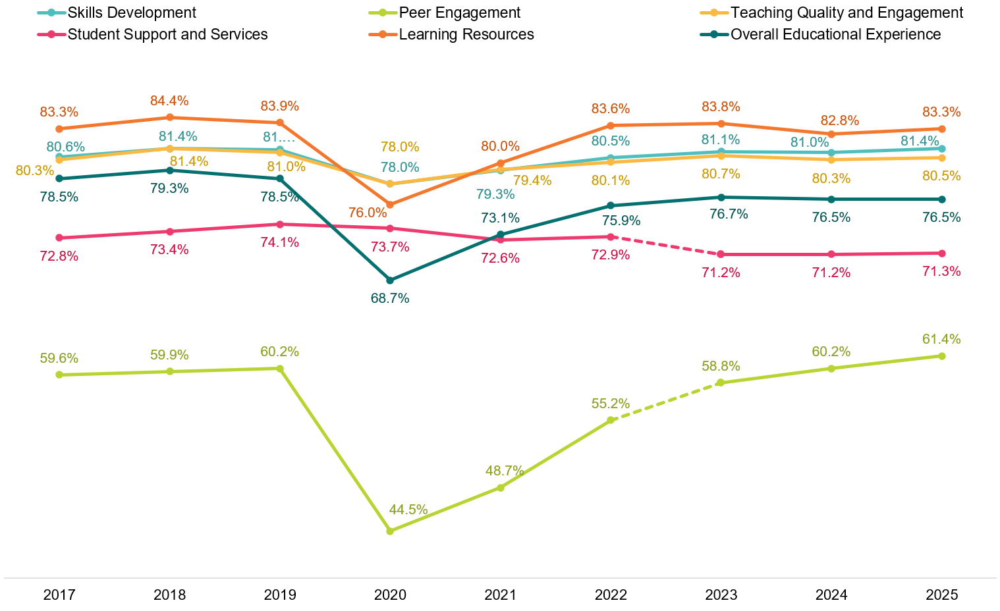 Skills Development
Peer Engagement
Teaching Quality and Engagement
Student Support and Services
Learning Resources
Overall Educational Experience
83.3% 84.4% 83.9% 76.0% 80.0% 83.6% 83.8% 82.8% 83.3%
80.6% 81.4% 81.… 78.0% 79.3% 80.5% 81.1% 81.0% 81.4%
80.3% 81.4% 81.0% 78.0% 79.4% 80.1% 80.7% 80.3% 80.5%
78.5% 79.3% 78.5% 68.7% 73.1% 75.9% 76.7% 76.5% 76.5%
72.8% 73.4% 74.1% 73.7% 72.6% 72.9% 71.2% 71.2% 71.3%
59.6% 59.9% 60.2% 44.5% 48.7% 55.2% 58.8% 60.2% 61.4%
2017 2018 2019 2020 2021 2022 2023 2024 2025